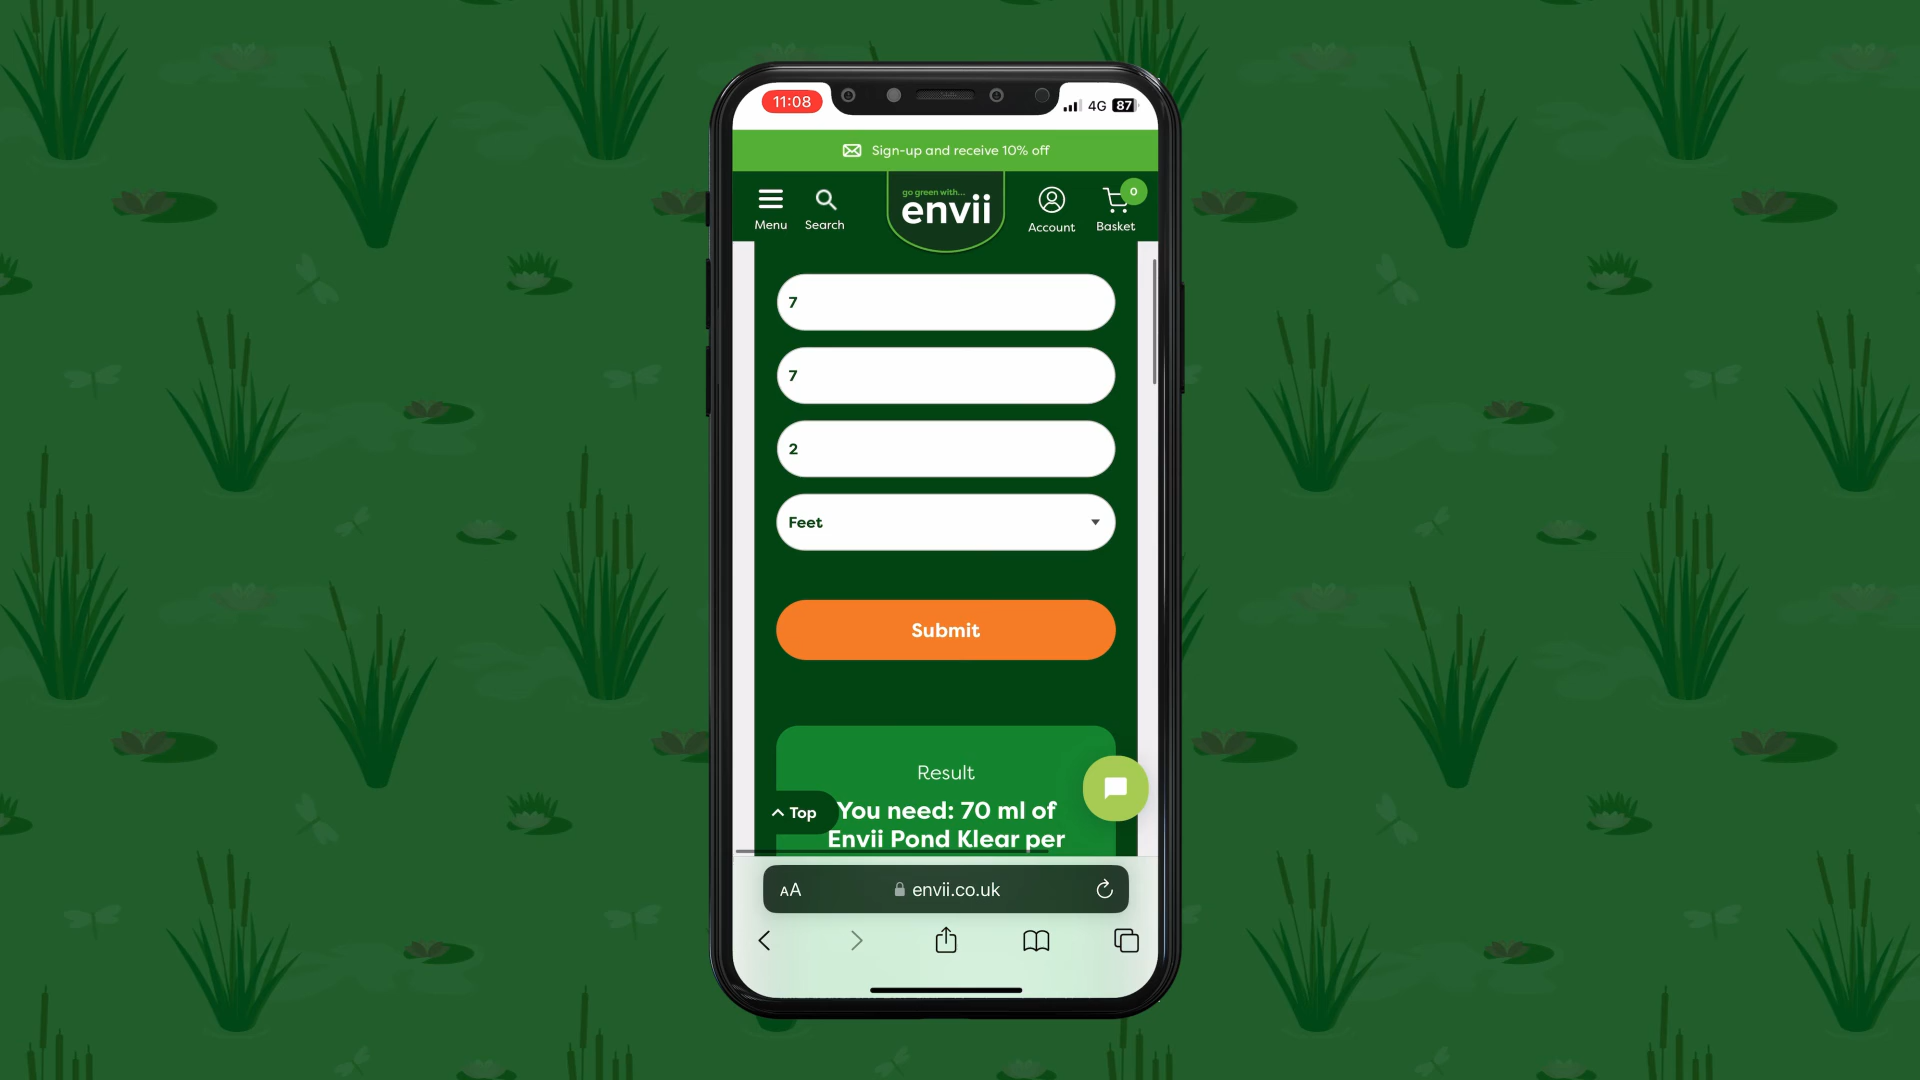 11:08
4G 87
Sign-up and receive 10% off
Menu
Search
go green with...
envii
Account
0
Basket
7
7
2
Feet
Submit
Result
You need: 70 ml of
Envii Pond Klear per
Top
AA
envii.co.uk